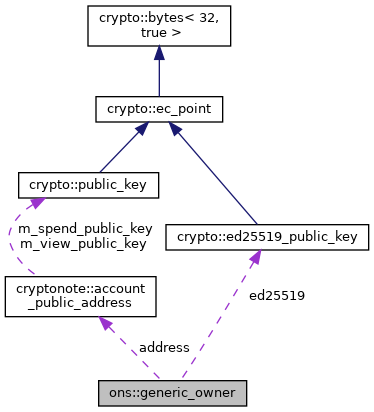 crypto::bytes< 32,
true >
crypto::ec_point
crypto::public_key
m_spend_public_key
m_view_public_key
crypto::ed25519_public_key
cryptonote::account
_public_address
ed25519
address
ons::generic_owner